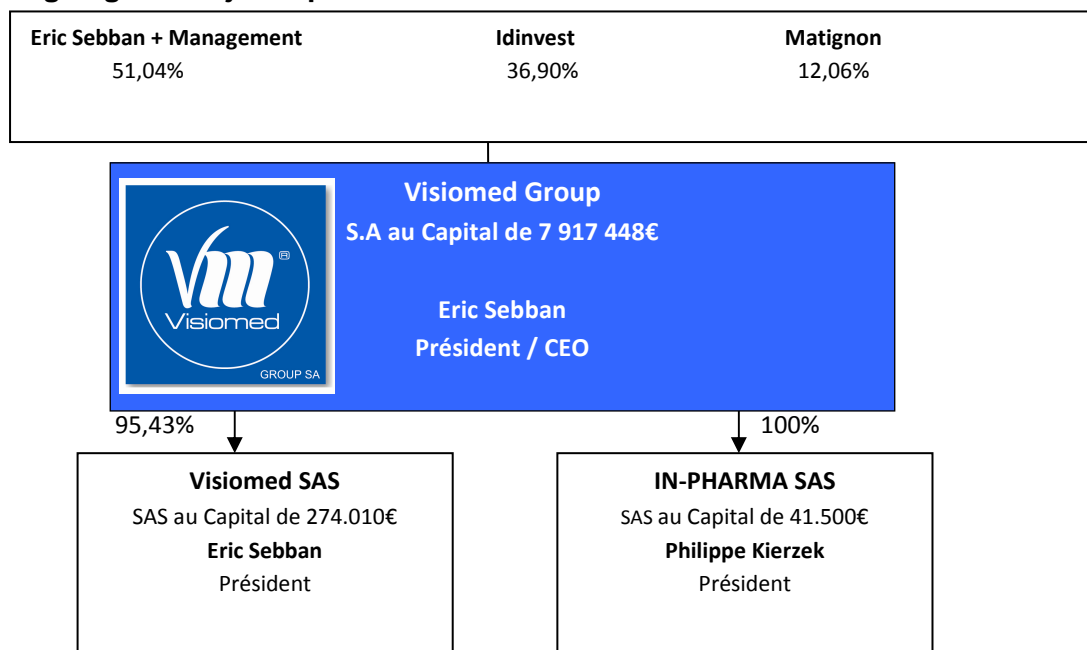 Eric Sebban + Management Idinvest Matignon
51,04% 36,90% 12,06%
Visiomed Group
S.A au Capital de 7 917 448€
Vm®
Visiomed
GROUP SA
Eric Sebban
Président / CEO
95,43% 100%
Visiomed SAS
SAS au Capital de 274.010€
Eric Sebban
Président
IN-PHARMA SAS
SAS au Capital de 41.500€
Philippe Kierzek
Président